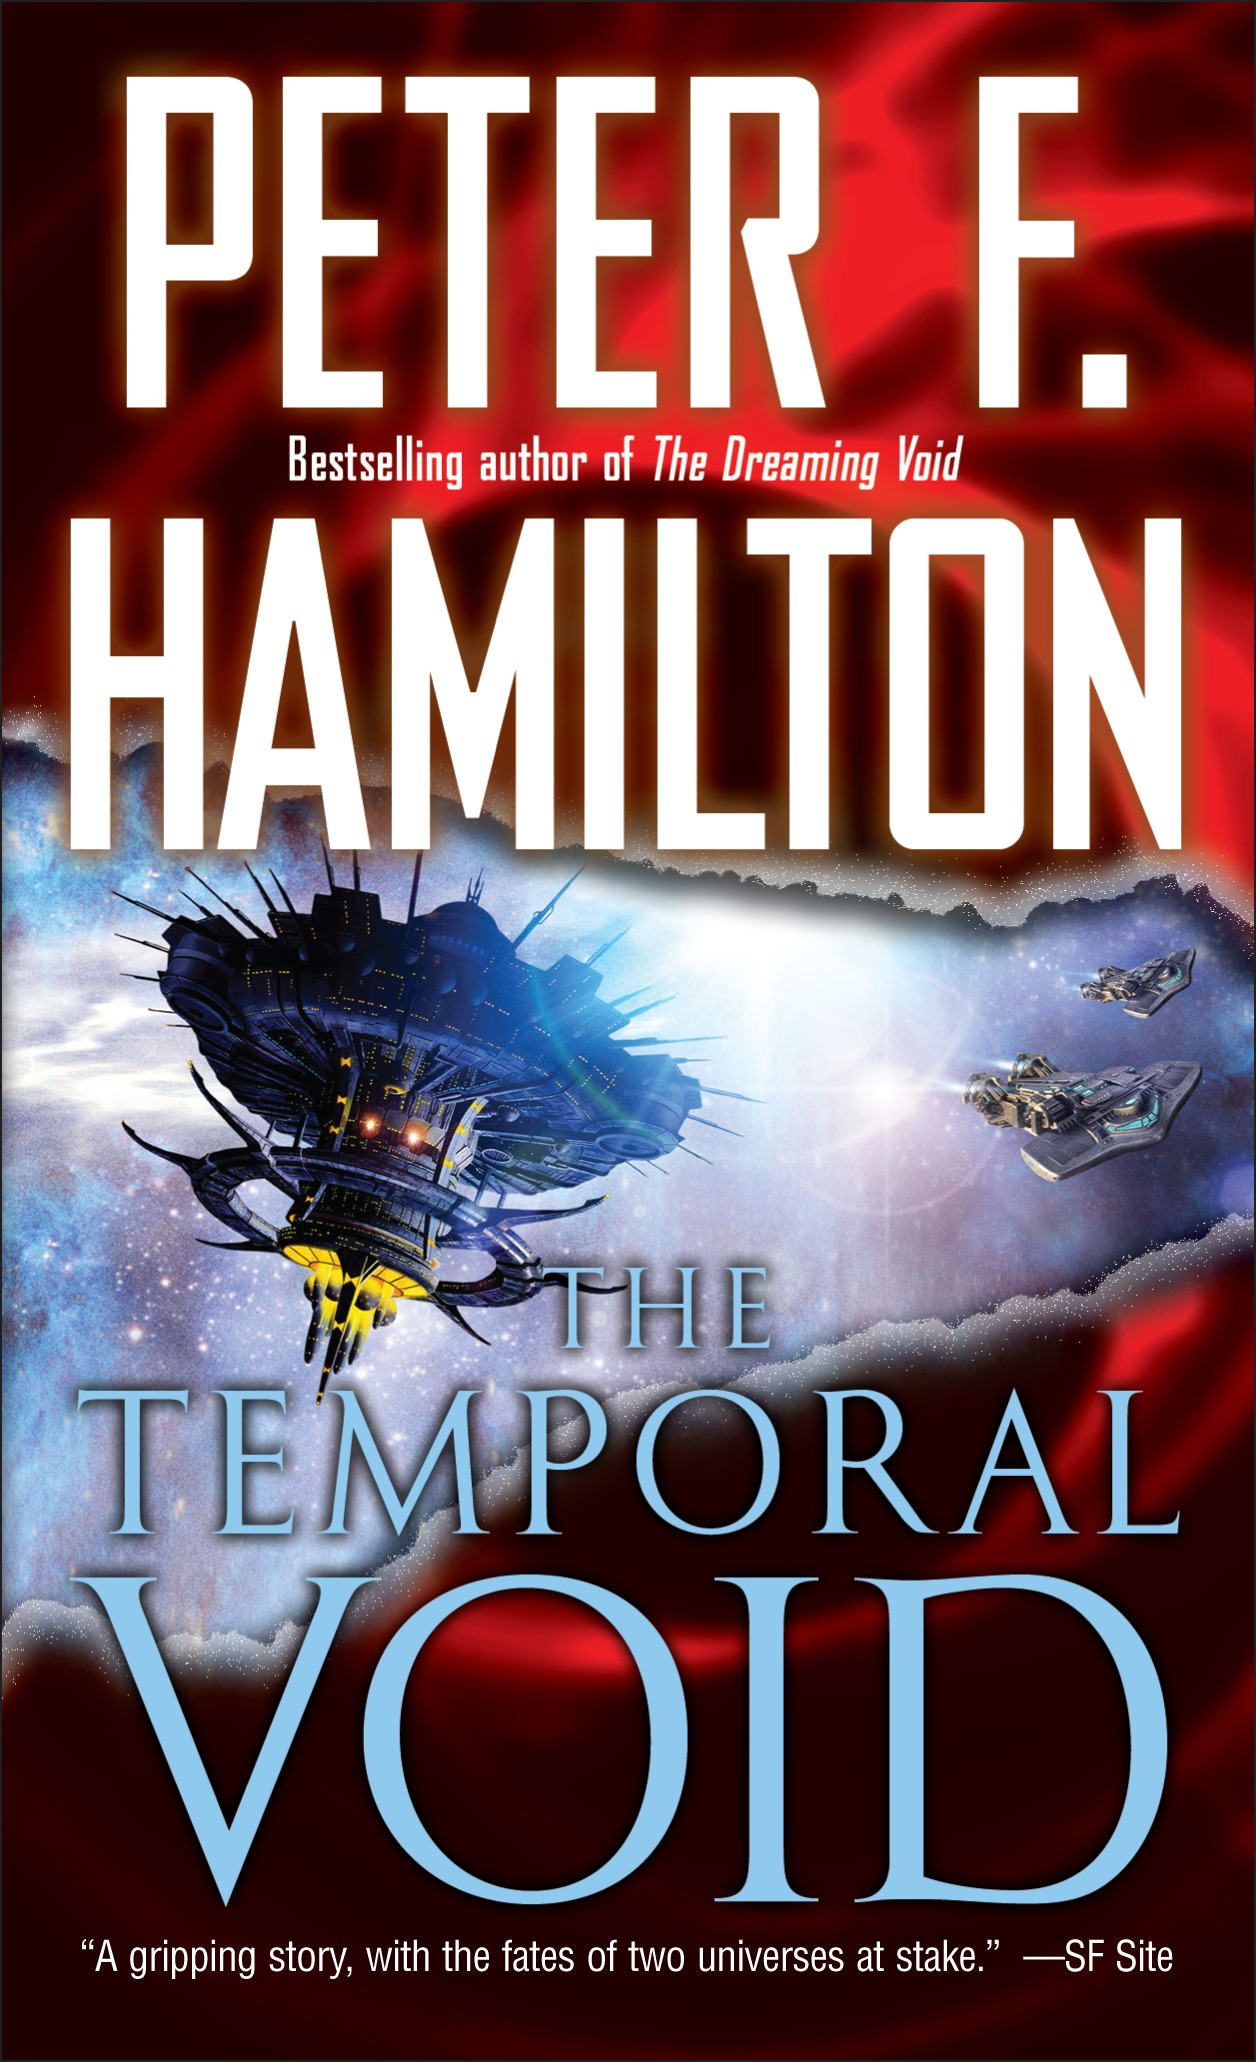 PETER F.
Bestselling author of The Dreaming Void
HAMILTON
THE
TEMPORAL
VOID
“A gripping story, with the fates of two universes at stake.” —SF Site